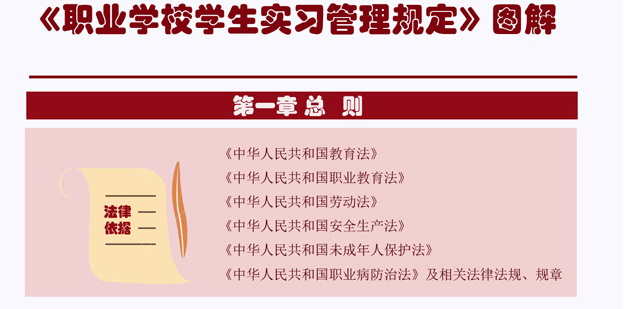 《职业学校学生实习管理规定》图解
第一章 总 则
法律
依据
《中华人民共和国教育法》
《中华人民共和国职业教育法》
《中华人民共和国劳动法》
《中华人民共和国安全生产法》
《中华人民共和国未成年人保护法》
《中华人民共和国职业病防治法》及相关法律法规、规章